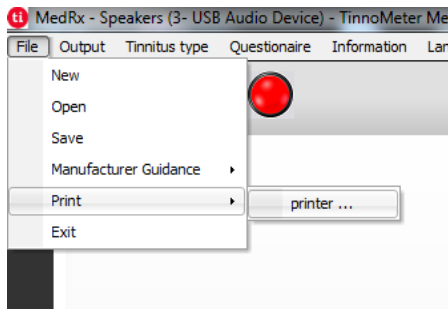 ti MedRx - Speakers (3- USB Audio Device) - TinnoMeter Me
File Output Tinnitus type Questionaire Information Lan
New
Open
Save
Manufacturer Guidance
Print
printer ...
Exit